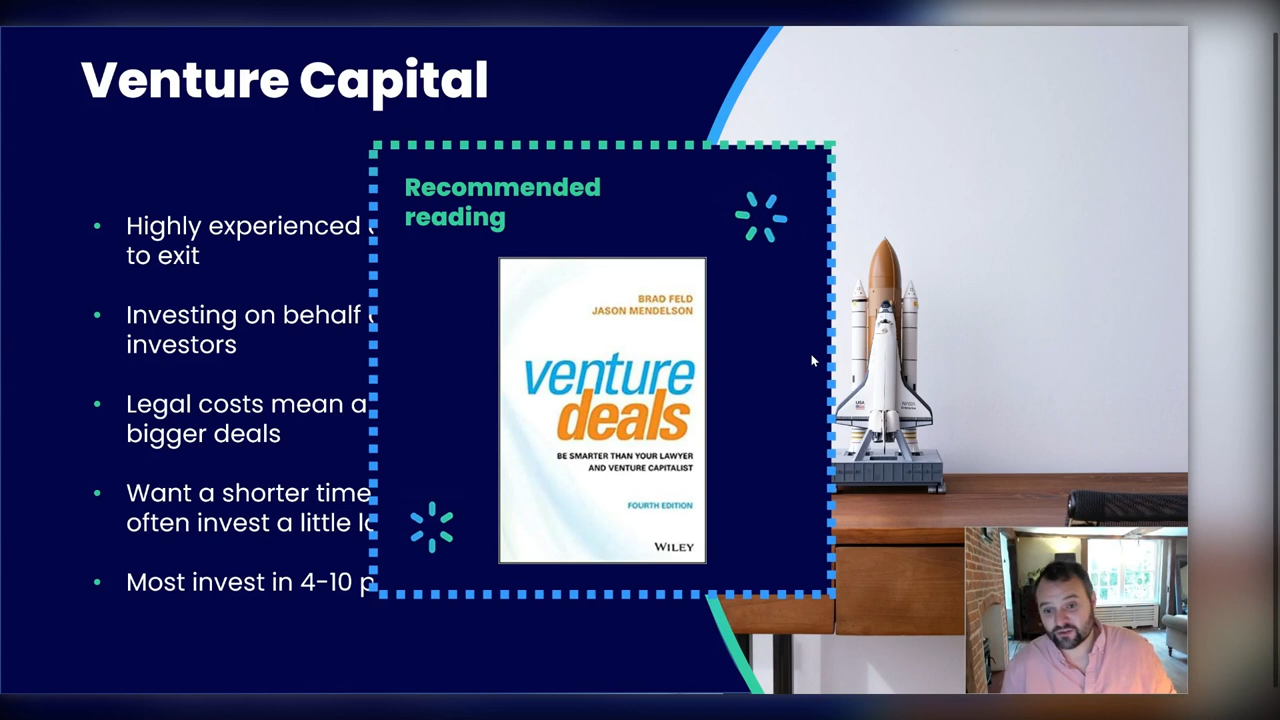 Venture Capital
Highly experienced
to exit
Investing on behalf
investors
Legal costs mean a
bigger deals
Want a shorter time
often invest a little
Most invest in 4-10
Recommended
reading
BRAD FELD
JASON MENDELSON
venture
deals
BE SMARTER THAN YOUR LAWYER
AND VENTURE CAPITALIST
FOURTH EDITION
WILEY
USA